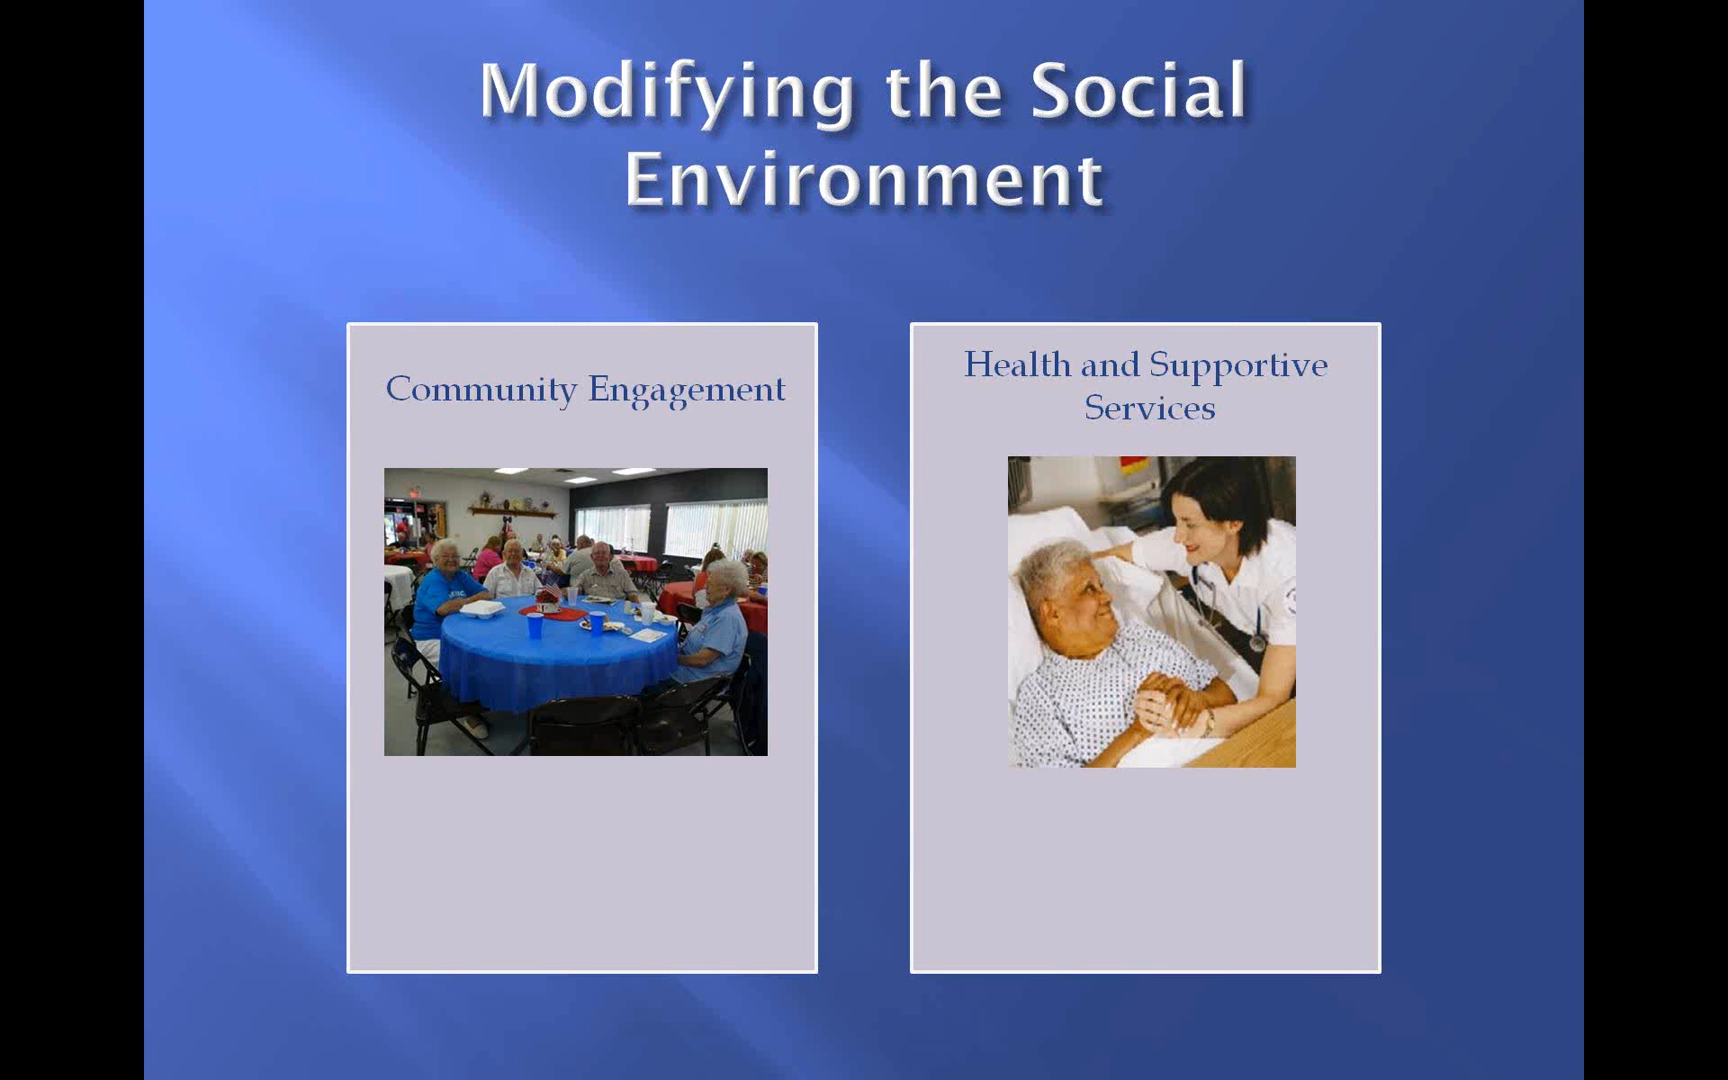 Modifying the Social
Environment
Community Engagement
Health and Supportive
Services